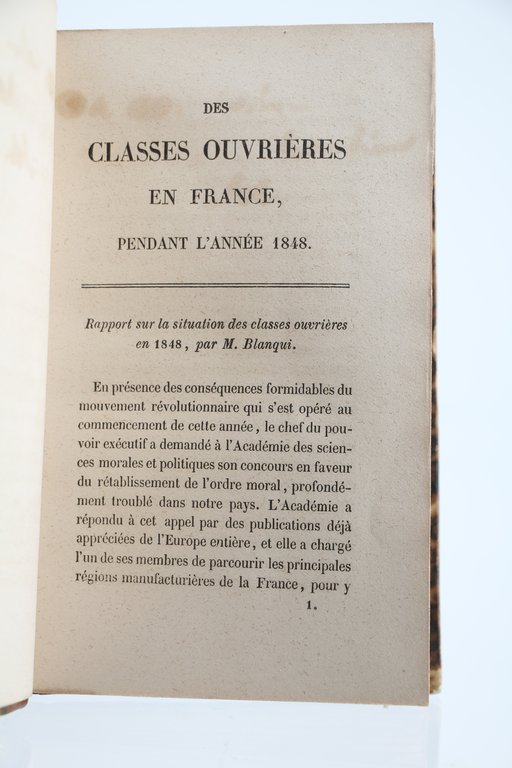 DES
CLASSES OUVRIÈRES
EN FRANCE,
PENDANT L'ANNÉE 1848.
Rapport sur la situation des classes ouvrières
en 1848, par M. Blanqui.
En présence des conséquences formidables du
mouvement révolutionnaire qui s'est opéré au
commencement de cette année, le chef du pou-
voir exécutif a demandé à l'Académie des scien-
ces morales et politiques son concours en faveur
du rétablissement de l'ordre moral, profondé-
ment troublé dans notre pays. L'Académie a
répondu à cet appel par des publications déjà
appréciées de l'Europe entière, et elle a chargé
l'un de ses membres de parcourir les principales
régions manufacturières de la France, pour y
1.